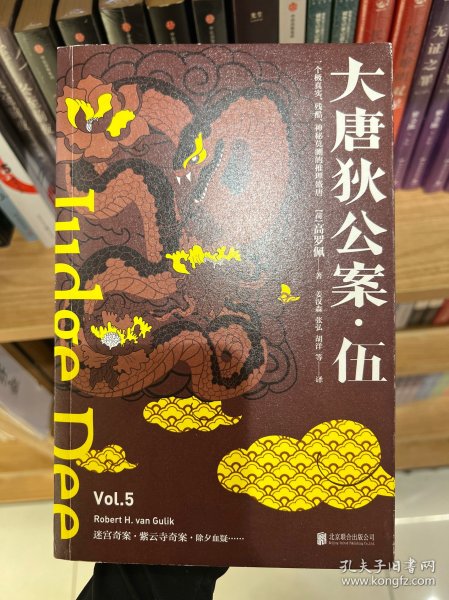 大唐狄公案·伍
一个极真实、残酷、神秘莫测的推理盛唐
[荷]高罗佩 著
姜汉森 张弘 胡洋 等——译
Judge Dee
Vol.5
Robert H. van Gulik
迷宫奇案·紫云寺奇案·除夕血疑……
北京联合出版公司
无证之罪
孔夫子旧书网
www.kongfz.com